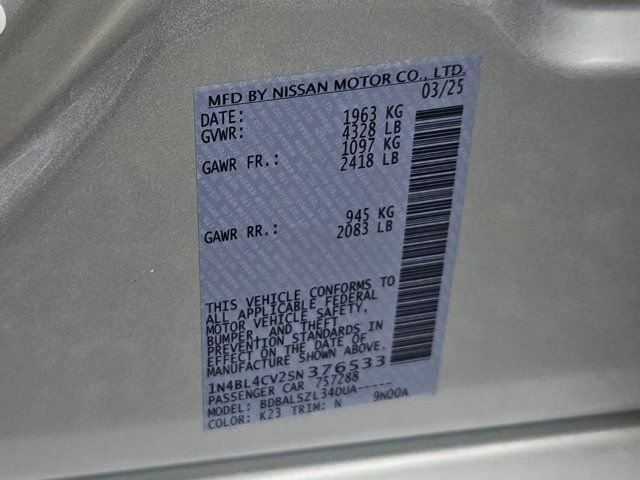 MFD BY NISSAN MOTOR CO., LTD.
DATE: 03/25
GVWR: 1963 KG
4328 LB
GAWR FR.: 1097 KG
2418 LB
GAWR RR.: 945 KG
2083 LB
THIS VEHICLE CONFORMS TO
ALL APPLICABLE FEDERAL
MOTOR VEHICLE SAFETY,
BUMPER, AND THEFT
PREVENTION STANDARDS IN
EFFECT ON THE DATE OF
MANUFACTURE SHOWN ABOVE.
1N4BL4CV2SN376533
PASSENGER CAR 757288
MODEL: BDBALSZL34DUA-----
COLOR: K23 TRIM: N 9N00A